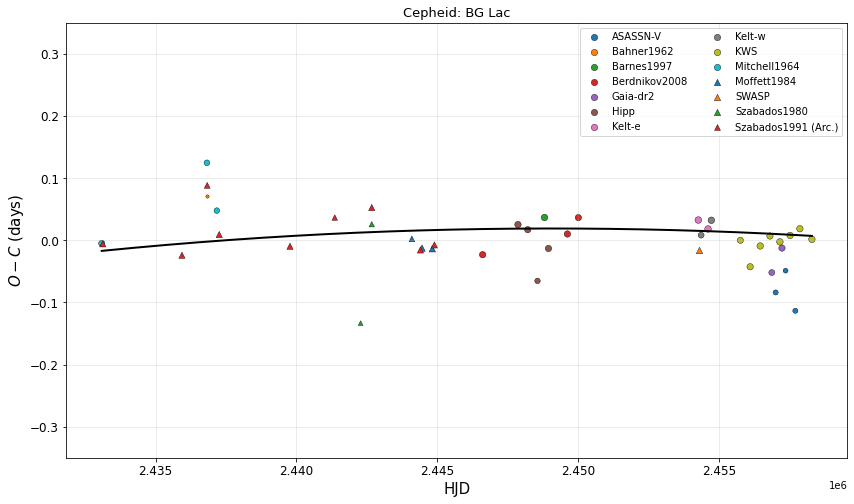 Cepheid: BG Lac
ASASSN-V
Bahner1962
Barnes1997
Berdnikov2008
Gaia-dr2
Hipp
Kelt-e
Kelt-w
KWS
Mitchell1964
Moffett1984
SWASP
Szabados1980
Szabados1991 (Arc.)
O − C (days)
0.3
0.2
0.1
0.0
−0.1
−0.2
−0.3
2.435
2.440
2.445
2.450
2.455
1e6
HJD